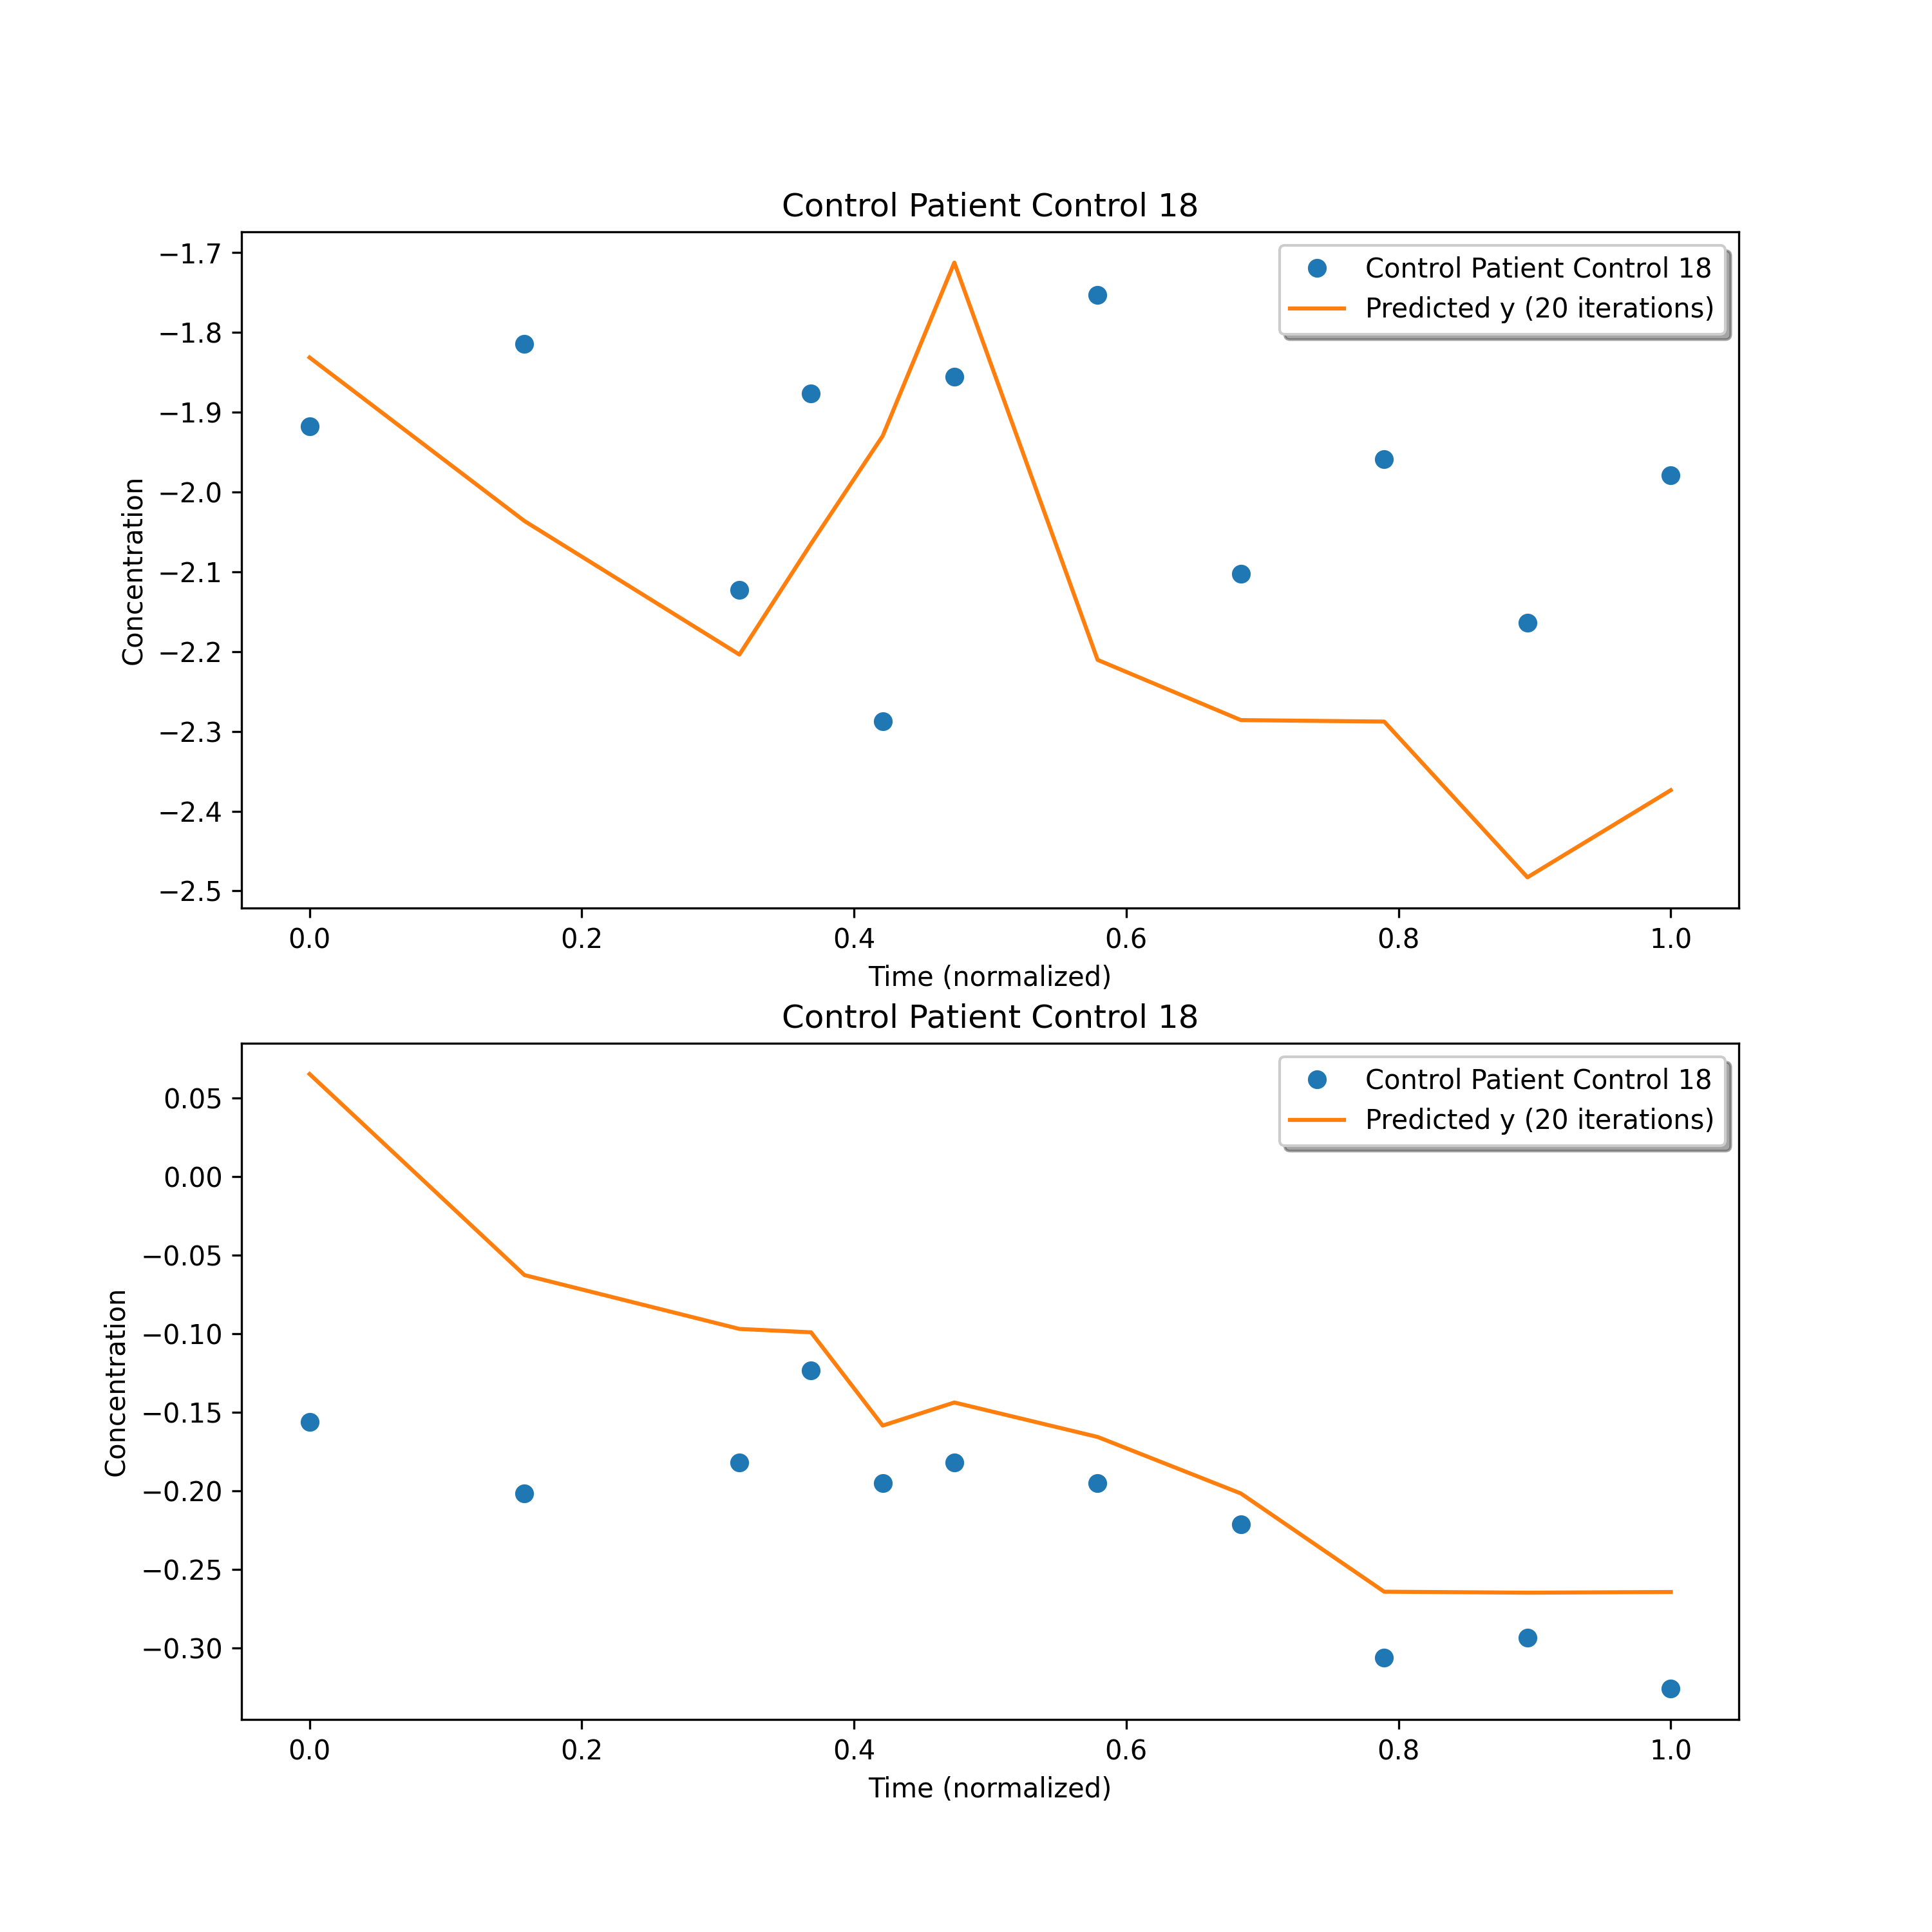 Control Patient Control 18
−1.7
−1.8
−1.9
−2.0
−2.1
−2.2
−2.3
−2.4
−2.5
Concentration
Control Patient Control 18
Predicted y (20 iterations)
0.0 0.2 0.4 0.6 0.8 1.0
Time (normalized)
Control Patient Control 18
0.05
0.00
−0.05
−0.10
−0.15
−0.20
−0.25
−0.30
Concentration
Control Patient Control 18
Predicted y (20 iterations)
0.0 0.2 0.4 0.6 0.8 1.0
Time (normalized)